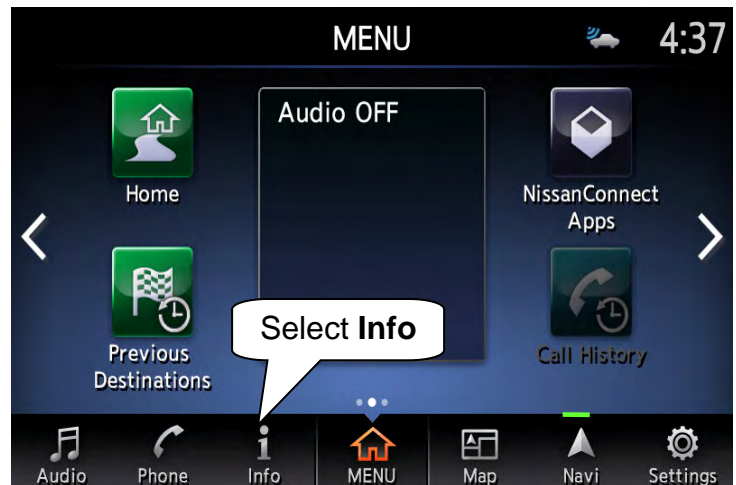 MENU
4:37
Audio OFF
Home
NissanConnect
Apps
Select Info
Previous
Destinations
Call History
Audio
Phone
Info
MENU
Map
Navi
Settings